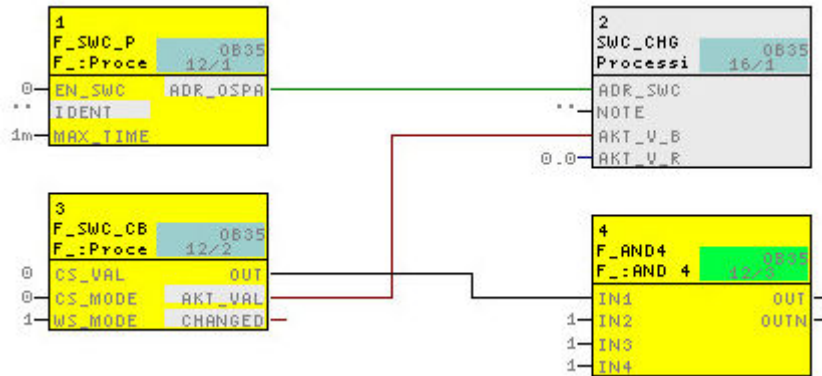 1
F_SWC_P
F_:Proce
OB35
12/1
0 EN_SWC ADR_OSPA
.. IDENT
1m MAX_TIME
2
SWC_CHG
Processi
OB35
16/1
ADR_SWC
.. NOTE
AKT_V_B
0.0 AKT_V_R
3
F_SWC_CB
F_:Proce
OB35
12/2
0 CS_VAL OUT
0 CS_MODE AKT_VAL
1 WS_MODE CHANGED
4
F_AND4
F_:AND 4
OB35
12/3
IN1 OUT
1 IN2 OUTN
1 IN3
1 IN4